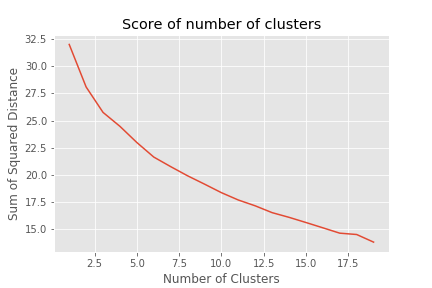 Score of number of clusters
Sum of Squared Distance
32.5
30.0
27.5
25.0
22.5
20.0
17.5
15.0
2.5 5.0 7.5 10.0 12.5 15.0 17.5
Number of Clusters